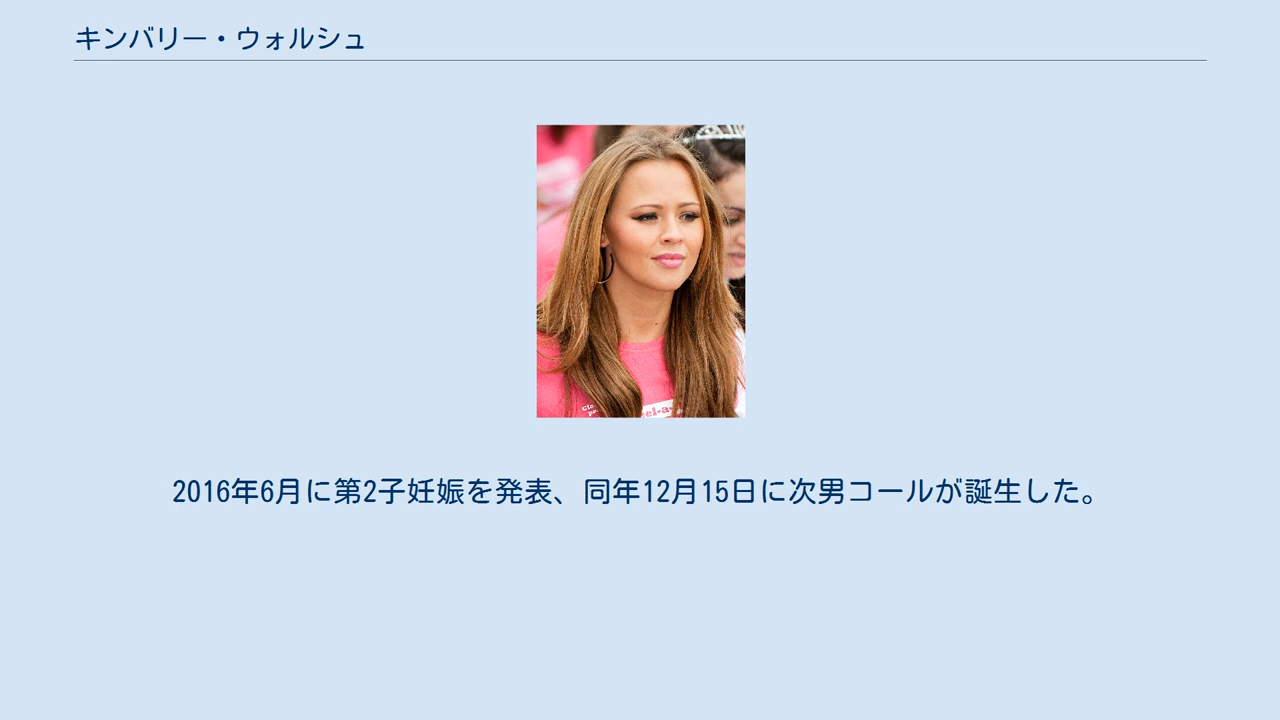 キンバリー・ウォルシュ
2016年6月に第2子妊娠を発表、同年12月15日に次男コールが誕生した。